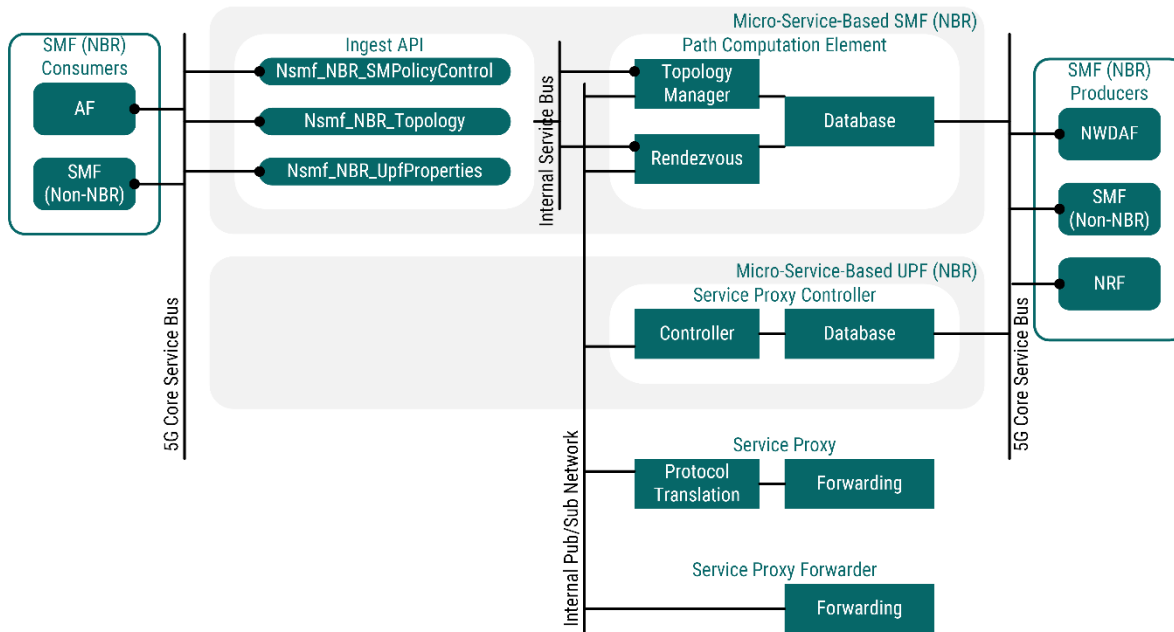 Micro-Service-Based SMF (NBR)
SMF (NBR)
Consumers
AF
SMF
(Non-NBR)
5G Core Service Bus
Ingest API
Nsmf_NBR_SMPolicyControl
Nsmf_NBR_Topology
Nsmf_NBR_UpfProperties
Internal Service Bus
Path Computation Element
Topology
Manager
Rendezvous
Database
SMF (NBR)
Producers
NWDAF
SMF
(Non-NBR)
NRF
5G Core Service Bus
Micro-Service-Based UPF (NBR)
Service Proxy Controller
Controller
Database
Internal Pub/Sub Network
Service Proxy
Protocol
Translation
Forwarding
Service Proxy Forwarder
Forwarding